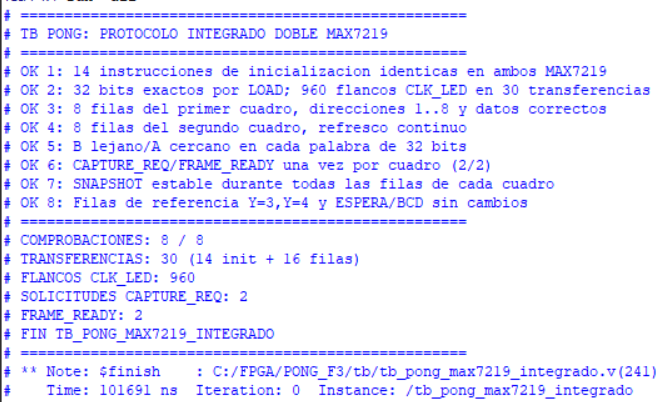 # ==================================================
# TB PONG: PROTOCOLO INTEGRADO DOBLE MAX7219
# ==================================================
# OK 1: 14 instrucciones de inicializacion identicas en ambos MAX7219
# OK 2: 32 bits exactos por LOAD; 960 flancos CLK_LED en 30 transferencias
# OK 3: 8 filas del primer cuadro, direcciones 1..8 y datos correctos
# OK 4: 8 filas del segundo cuadro, refresco continuo
# OK 5: B lejano/A cercano en cada palabra de 32 bits
# OK 6: CAPTURE_REQ/FRAME_READY una vez por cuadro (2/2)
# OK 7: SNAPSHOT estable durante todas las filas de cada cuadro
# OK 8: Filas de referencia Y=3,Y=4 y ESPERA/BCD sin cambios
# ==================================================
# COMPROBACIONES: 8 / 8
# TRANSFERENCIAS: 30 (14 init + 16 filas)
# FLANCOS CLK_LED: 960
# SOLICITUDES CAPTURE_REQ: 2
# FRAME_READY: 2
# FIN TB_PONG_MAX7219_INTEGRADO
# ==================================================
# ** Note: $finish    : C:/FPGA/PONG_F3/tb/tb_pong_max7219_integrado.v(241)
#    Time: 101691 ns  Iteration: 0  Instance: /tb_pong_max7219_integrado